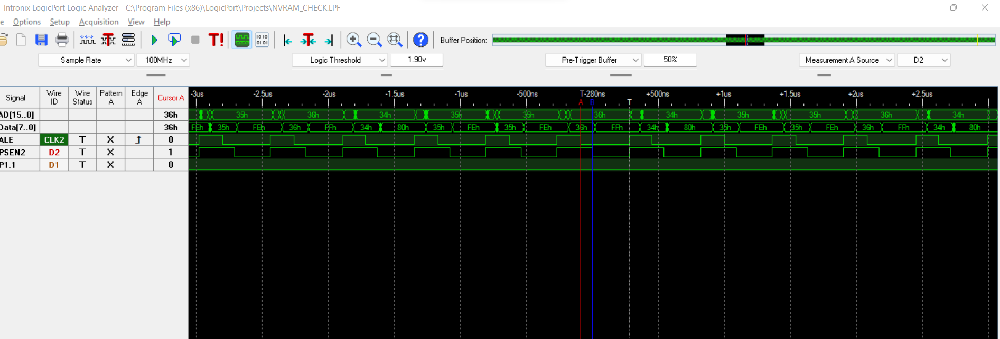 Intronix LogicPort Logic Analyzer - C:\Program Files (x86)\LogicPort\Projects\NVRAM_CHECK.LPF
e Options Setup Acquisition View Help
T! 1010 0101 ? Buffer Position:
Sample Rate 100MHz Logic Threshold 1.90v Pre-Trigger Buffer 50% Measurement A Source D2
Signal Wire ID Wire Status Pattern A Edge A Cursor A -3us -2.5us -2us -1.5us -1us -500ns T-280ns +500ns +1us +1.5us +2us +2.5us
A B T
AD[15..0] 36h 35h 36h 34h 35h 35h 36h 34h 35h 35h 36h 34h
Data[7..0] 36h FEh 35h FEh 36h FFh 34h 80h 35h FEh 35h FEh 36h FFh 34h 80h 35h FEh 35h FEh 36h FFh 34h 80h
ALE CLK2 T X 0
PSEN2 D2 T X 1
P1.1 D1 T X 0